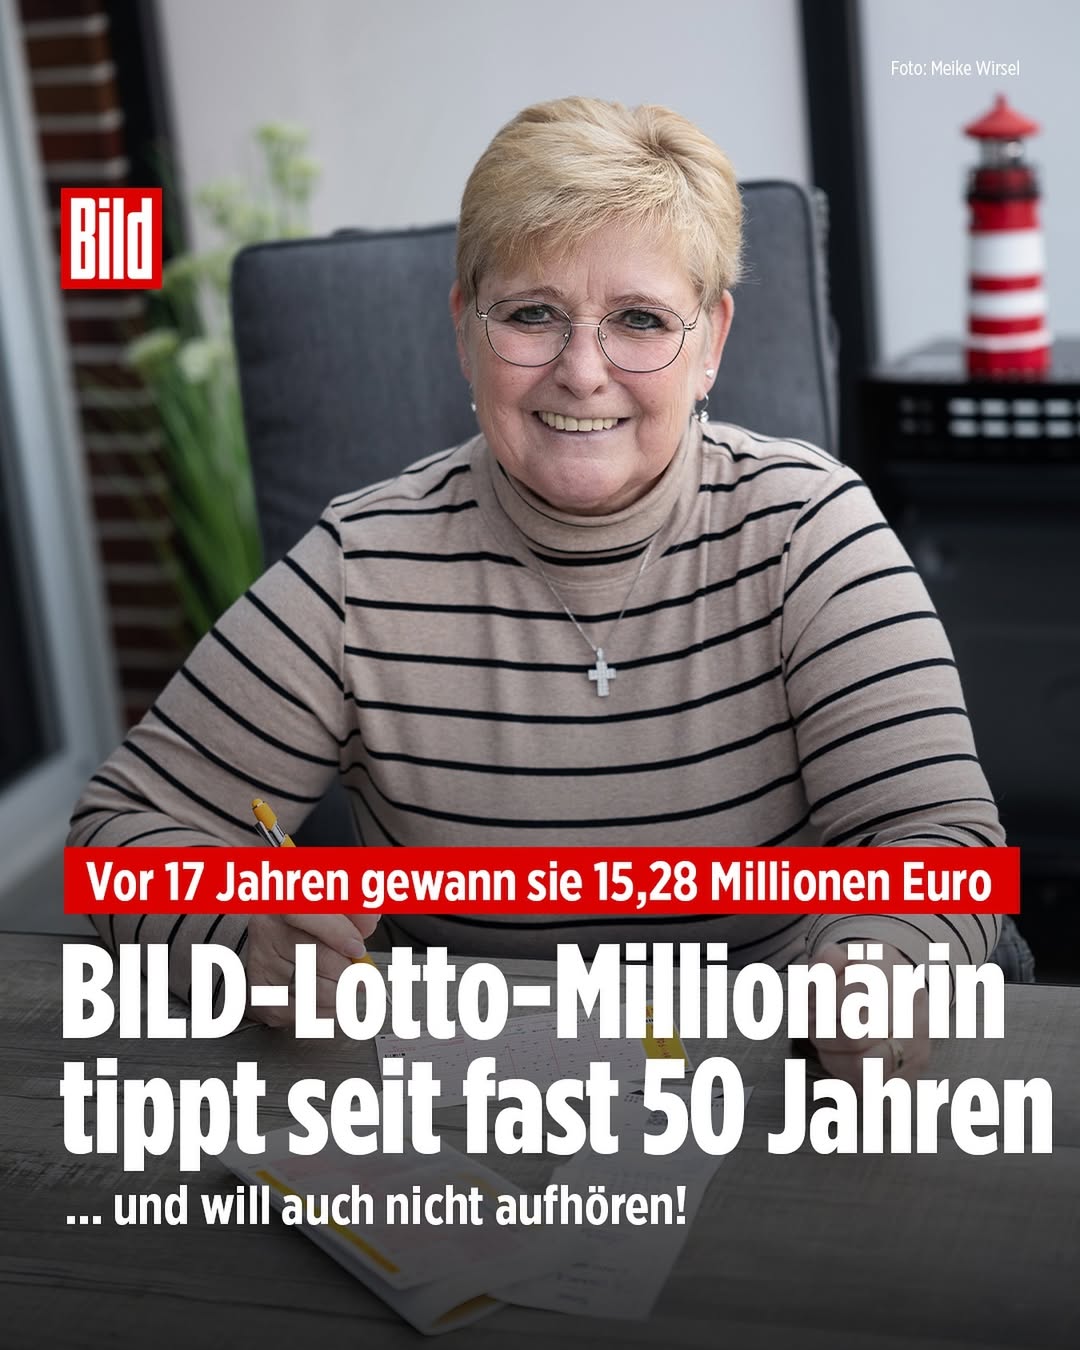 Foto: Meike Wirsel
Bild
Vor 17 Jahren gewann sie 15,28 Millionen Euro
BILD-Lotto-Millionärin
tippt seit fast 50 Jahren
... und will auch nicht aufhören!